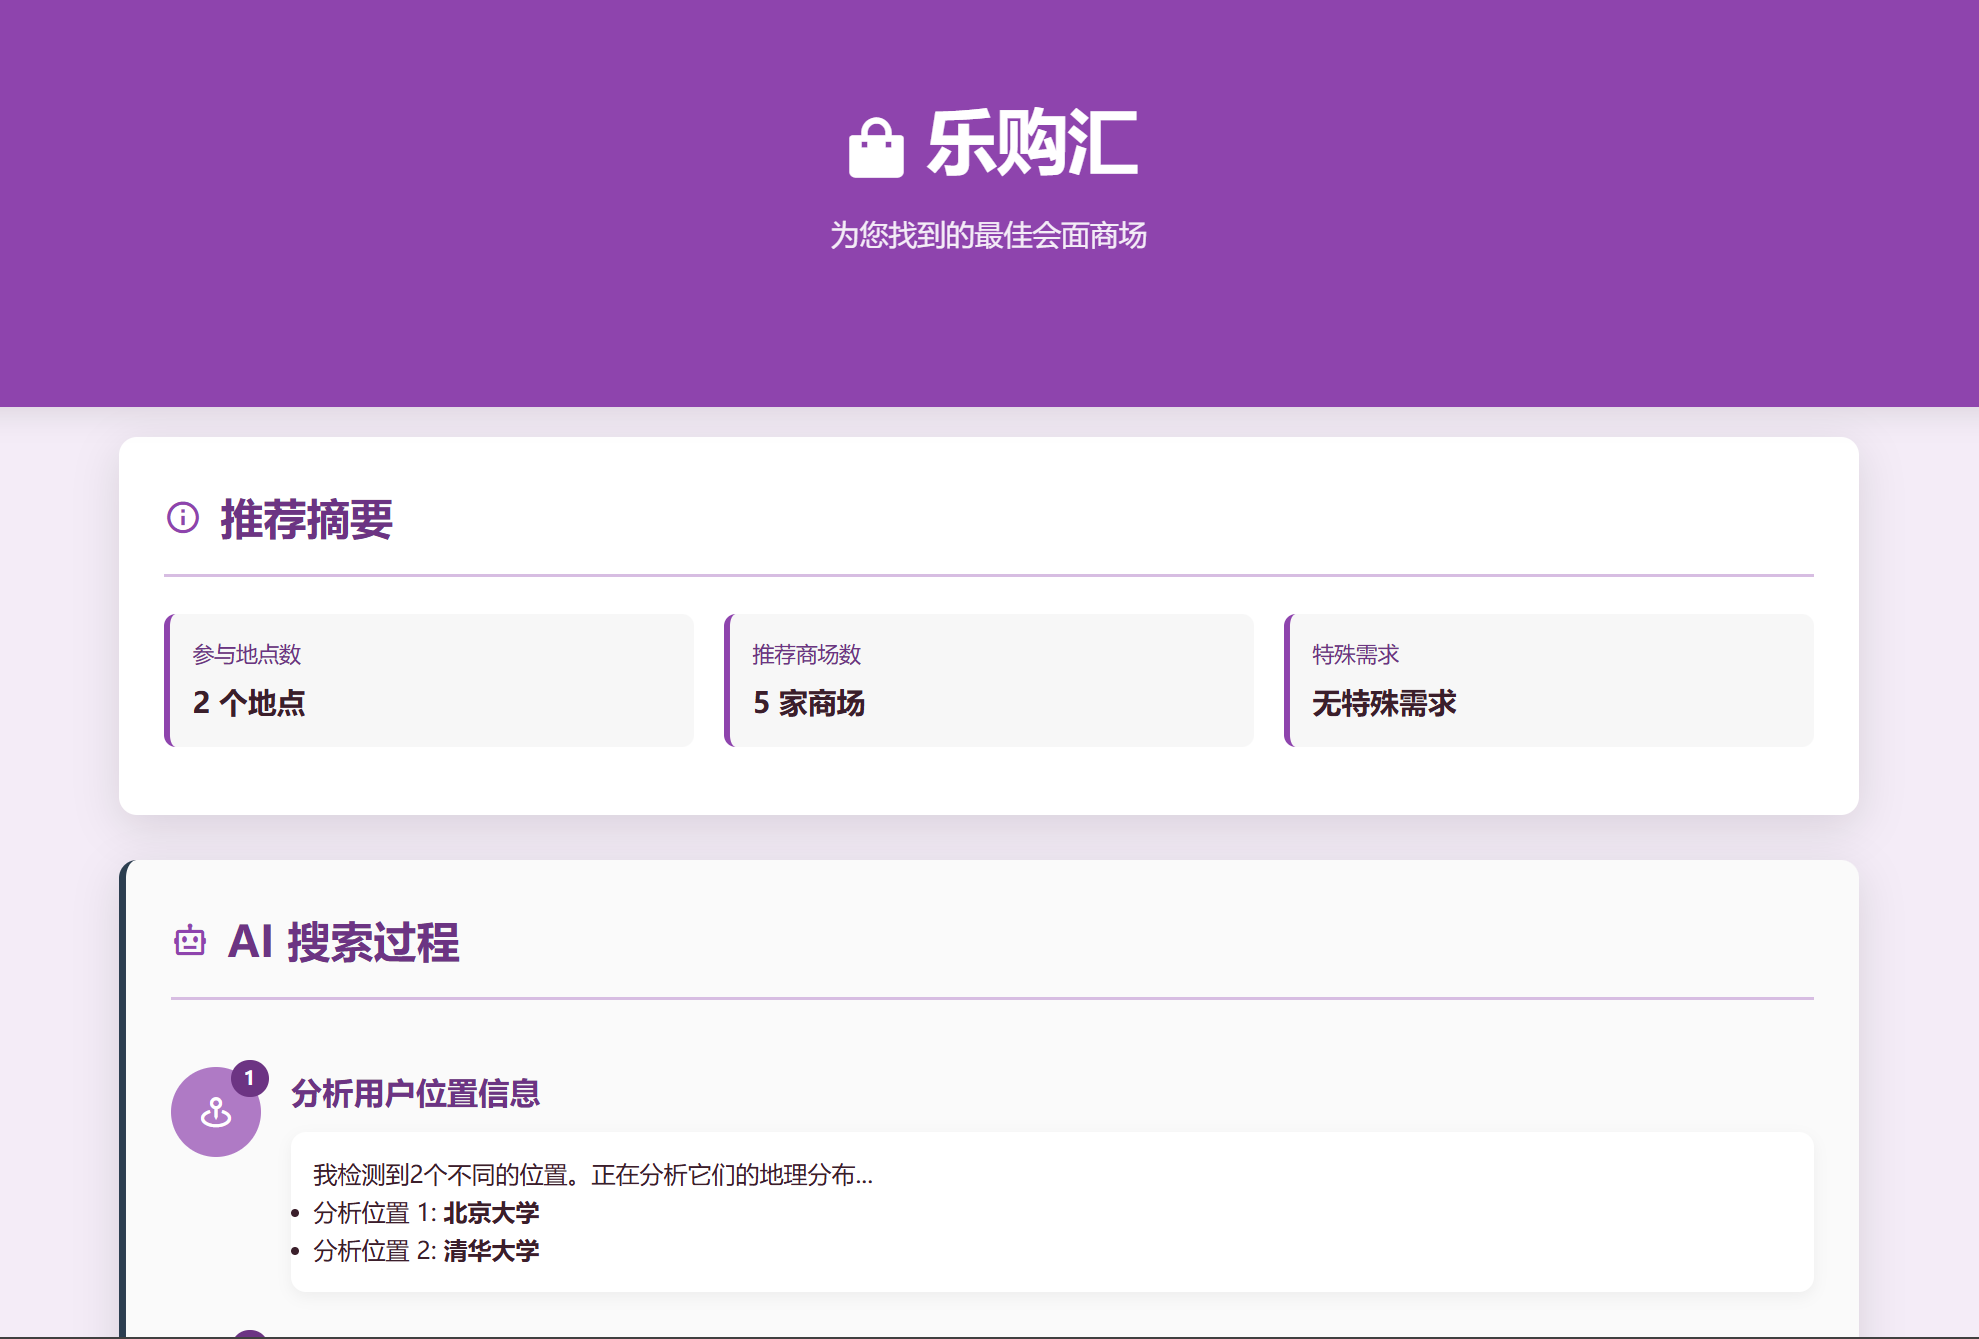 乐购汇
为您找到的最佳会面商场
推荐摘要
参与地点数
2 个地点
推荐商场数
5 家商场
特殊需求
无特殊需求
AI 搜索过程
1
分析用户位置信息
我检测到2个不同的位置。正在分析它们的地理分布...
• 分析位置 1: 北京大学
• 分析位置 2: 清华大学